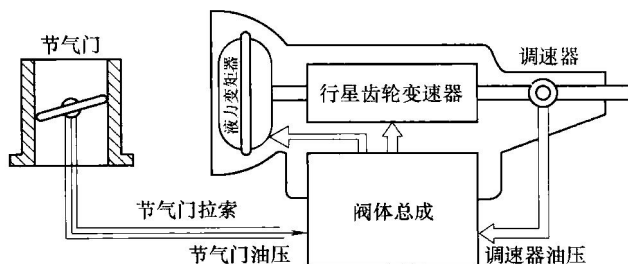 节气门
调速器
液力变矩器
行星齿轮变速器
节气门拉索
阀体总成
节气门油压
调速器油压